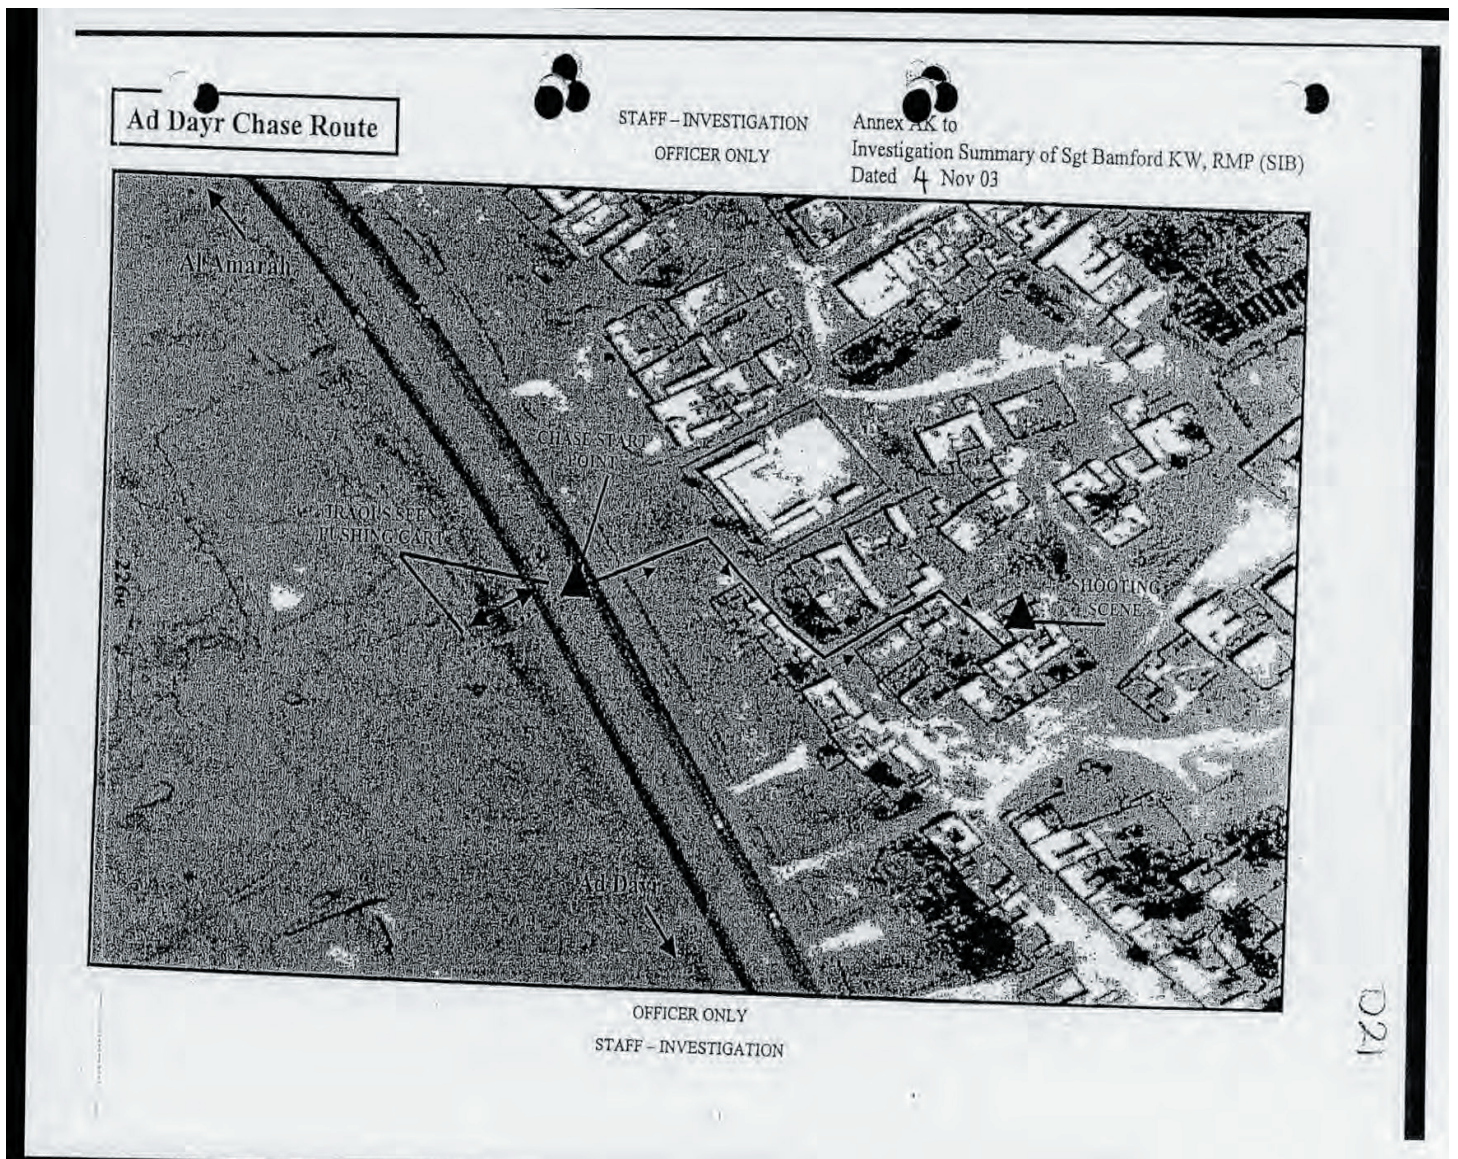 Ad Dayr Chase Route
STAFF – INVESTIGATION
OFFICER ONLY
Annex AK to
Investigation Summary of Sgt Bamford KW, RMP (SIB)
Dated 4 Nov 03
Al Amarah
CHASE START
POINT
IRAQI'S SEEN
PUSHING CART
SHOOTING
SCENE
Ad Dayr
OFFICER ONLY
STAFF – INVESTIGATION
D21